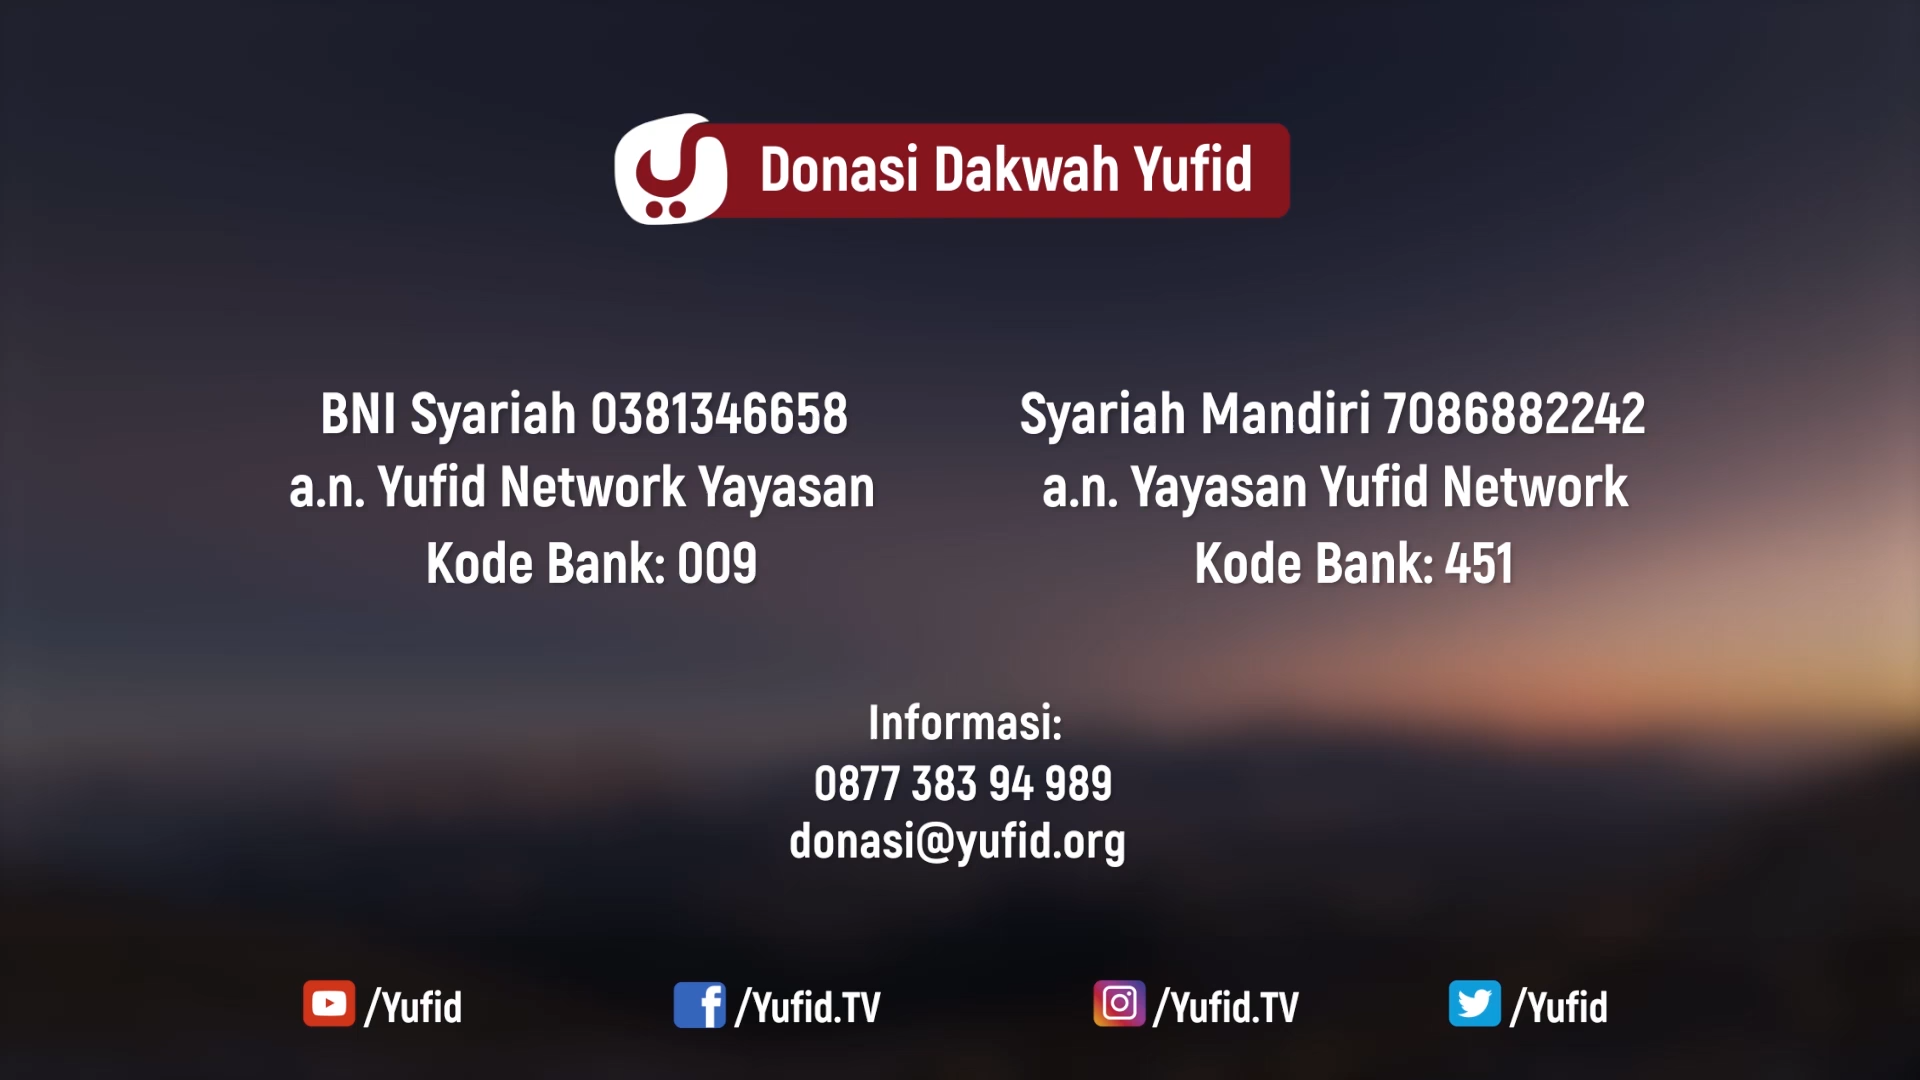 Donasi Dakwah Yufid
BNI Syariah 0381346658
a.n. Yufid Network Yayasan
Kode Bank: 009
Syariah Mandiri 7086882242
a.n. Yayasan Yufid Network
Kode Bank: 451
Informasi:
0877 383 94 989
donasi@yufid.org
/Yufid
/Yufid.TV
/Yufid.TV
/Yufid